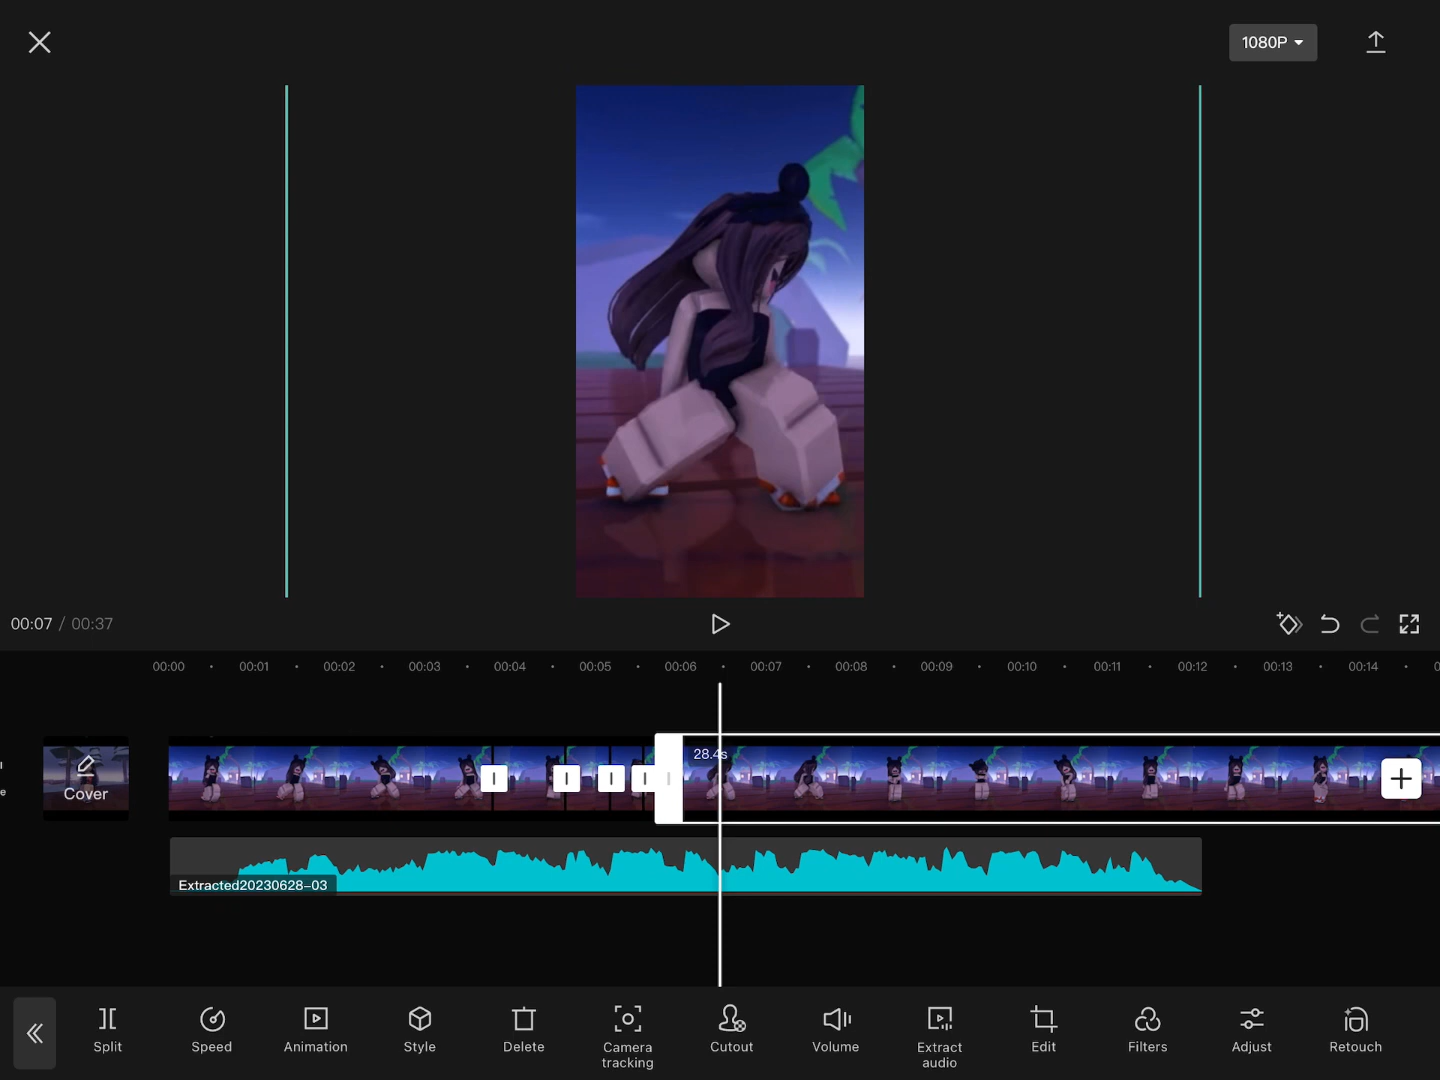 1080P
00:07 / 00:37
00:00 00:01 00:02 00:03 00:04 00:05 00:06 00:07 00:08 00:09 00:10 00:11 00:12 00:13 00:14
28.4s
Cover
Extracted20230628-03
Split Speed Animation Style Delete Camera tracking Cutout Volume Extract audio Edit Filters Adjust Retouch